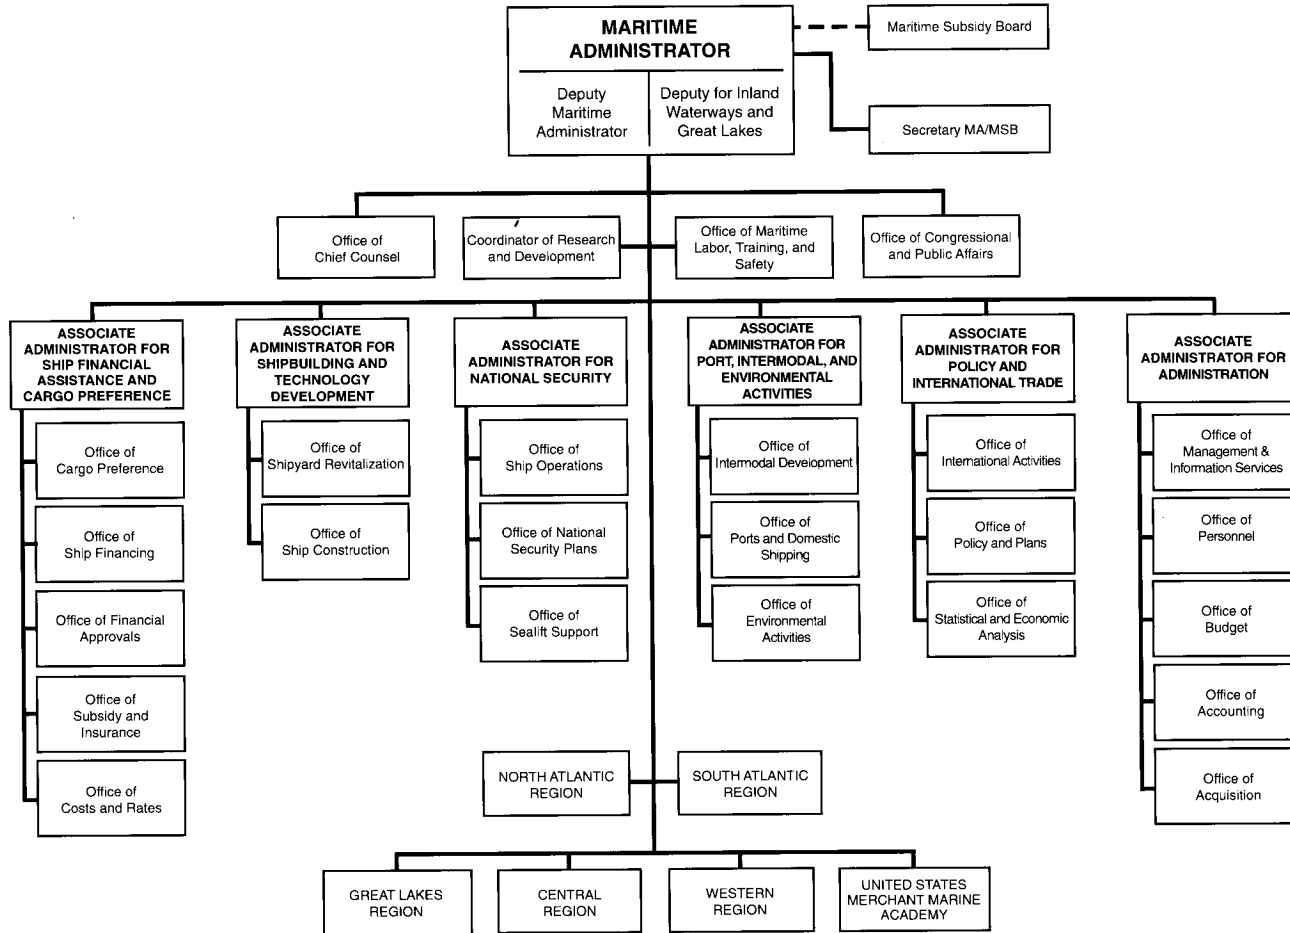 MARITIME
ADMINISTRATOR
Deputy
Maritime
Administrator
Deputy for Inland
Waterways and
Great Lakes
Maritime Subsidy Board
Secretary MA/MSB
Office of
Chief Counsel
Coordinator of Research
and Development
Office of Maritime
Labor, Training, and
Safety
Office of Congressional
and Public Affairs
ASSOCIATE
ADMINISTRATOR FOR
SHIP FINANCIAL
ASSISTANCE AND
CARGO PREFERENCE
Office of
Cargo Preference
Office of
Ship Financing
Office of Financial
Approvals
Office of
Subsidy and
Insurance
Office of
Costs and Rates
ASSOCIATE
ADMINISTRATOR FOR
SHIPBUILDING AND
TECHNOLOGY
DEVELOPMENT
Office of
Shipyard Revitalization
Office of
Ship Construction
ASSOCIATE
ADMINISTRATOR FOR
NATIONAL SECURITY
Office of
Ship Operations
Office of National
Security Plans
Office of
Sealift Support
ASSOCIATE
ADMINISTRATOR FOR
PORT, INTERMODAL, AND
ENVIRONMENTAL
ACTIVITIES
Office of
Intermodal Development
Office of
Ports and Domestic
Shipping
Office of
Environmental
Activities
ASSOCIATE
ADMINISTRATOR FOR
POLICY AND
INTERNATIONAL TRADE
Office of
International Activities
Office of
Policy and Plans
Office of
Statistical and Economic
Analysis
ASSOCIATE
ADMINISTRATOR FOR
ADMINISTRATION
Office of
Management &
Information Services
Office of
Personnel
Office of
Budget
Office of
Accounting
Office of
Acquisition
NORTH ATLANTIC
REGION
SOUTH ATLANTIC
REGION
GREAT LAKES
REGION
CENTRAL
REGION
WESTERN
REGION
UNITED STATES
MERCHANT MARINE
ACADEMY